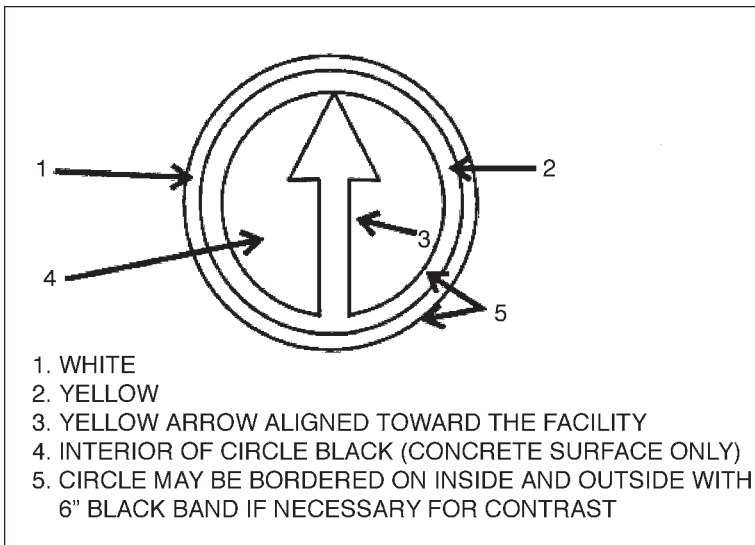 1
2
3
4
5
1. WHITE
2. YELLOW
3. YELLOW ARROW ALIGNED TOWARD THE FACILITY
4. INTERIOR OF CIRCLE BLACK (CONCRETE SURFACE ONLY)
5. CIRCLE MAY BE BORDERED ON INSIDE AND OUTSIDE WITH
6" BLACK BAND IF NECESSARY FOR CONTRAST